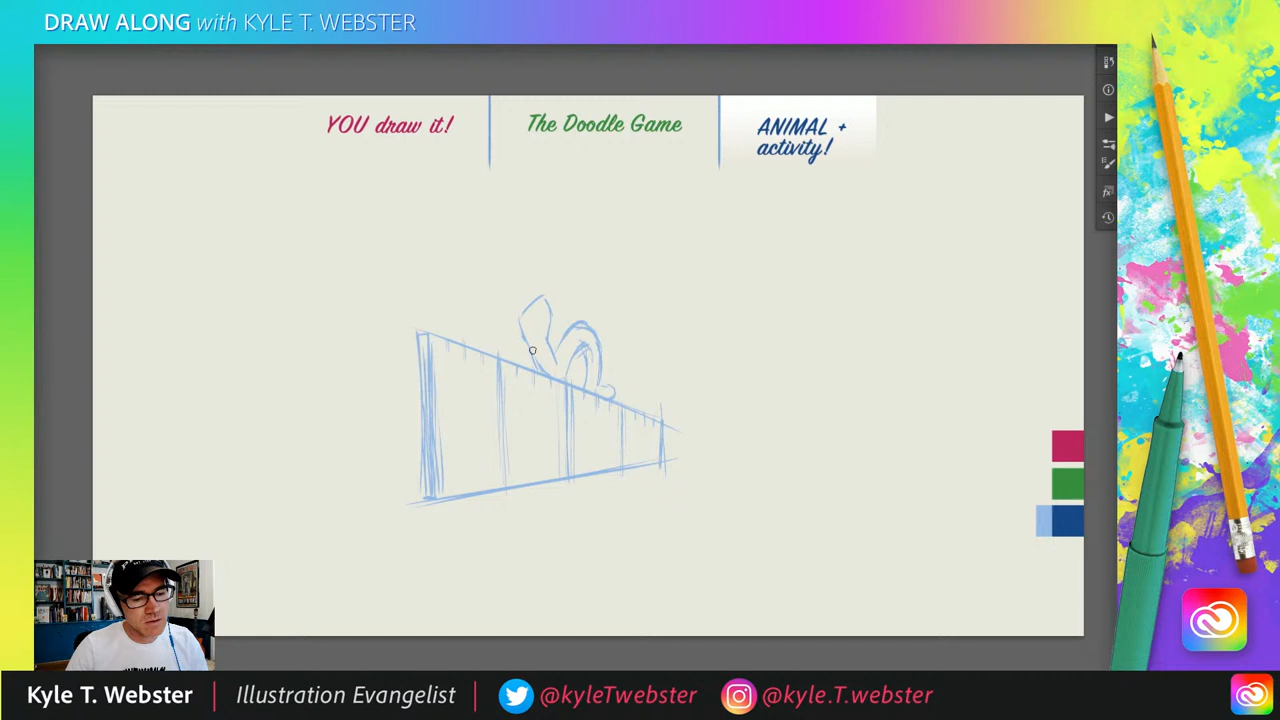 DRAW ALONG with KYLE T. WEBSTER
YOU draw it!
The Doodle Game
ANIMAL +
activity!
Kyle T. Webster | Illustration Evangelist | @kyleTwebster @kyle.T.webster